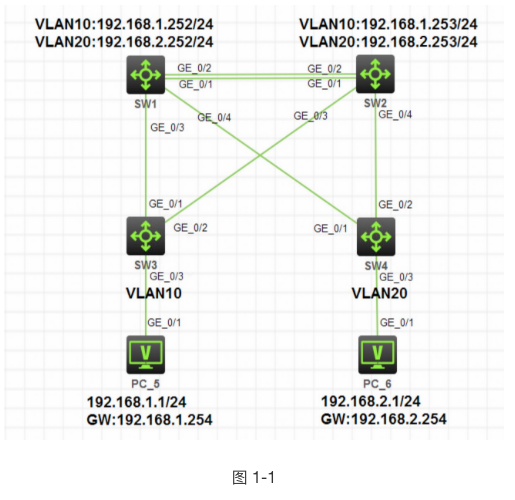 VLAN10:192.168.1.252/24
VLAN20:192.168.2.252/24
VLAN10:192.168.1.253/24
VLAN20:192.168.2.253/24
GE_0/2
GE_0/2
GE_0/1
GE_0/1
SW1
SW2
GE_0/3
GE_0/4
GE_0/3
GE_0/4
GE_0/1
GE_0/2
GE_0/2
GE_0/1
SW3
SW4
GE_0/3
GE_0/3
VLAN10
VLAN20
GE_0/1
GE_0/1
V
V
PC_5
PC_6
192.168.1.1/24
GW:192.168.1.254
192.168.2.1/24
GW:192.168.2.254
图 1-1